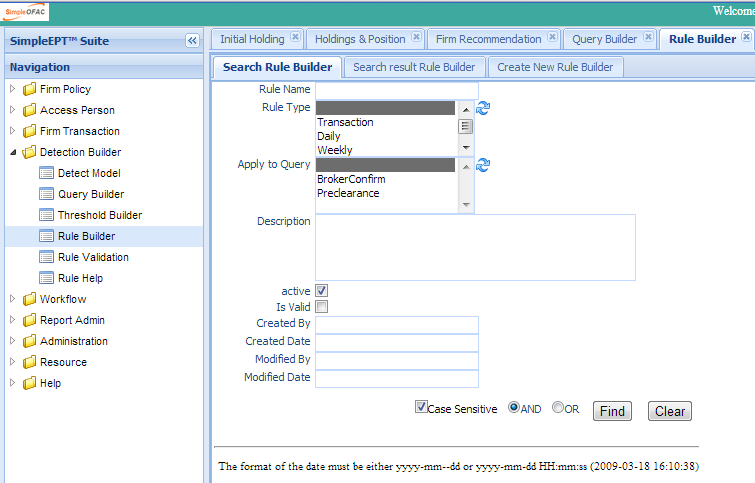 SimpleOFAC
Welcome
SimpleEPT™ Suite
Initial Holding
Holdings & Position
Firm Recommendation
Query Builder
Rule Builder
Navigation
Search Rule Builder
Search result Rule Builder
Create New Rule Builder
Firm Policy
Access Person
Firm Transaction
Detection Builder
Detect Model
Query Builder
Threshold Builder
Rule Builder
Rule Validation
Rule Help
Workflow
Report Admin
Administration
Resource
Help
Rule Name
Rule Type
Transaction
Daily
Weekly
Apply to Query
BrokerConfirm
Preclearance
Description
active
Is Valid
Created By
Created Date
Modified By
Modified Date
Case Sensitive AND OR Find Clear
The format of the date must be either yyyy-mm--dd or yyyy-mm-dd HH:mm:ss (2009-03-18 16:10:38)